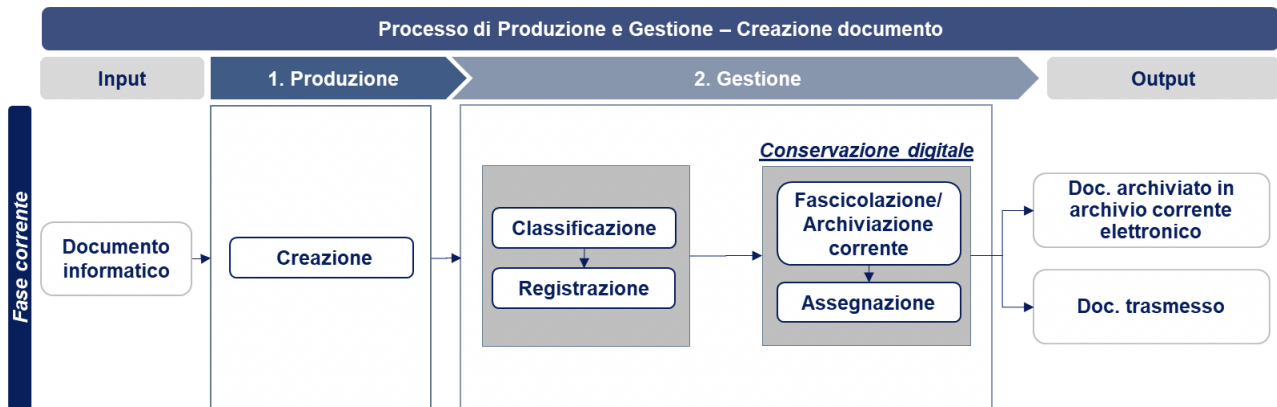 Processo di Produzione e Gestione – Creazione documento
Input
1. Produzione
2. Gestione
Output
Fase corrente
Documento
informatico
Creazione
Classificazione
Registrazione
Conservazione digitale
Fascicolazione/
Archiviazione
corrente
Assegnazione
Doc. archiviato in
archivio corrente
elettronico
Doc. trasmesso